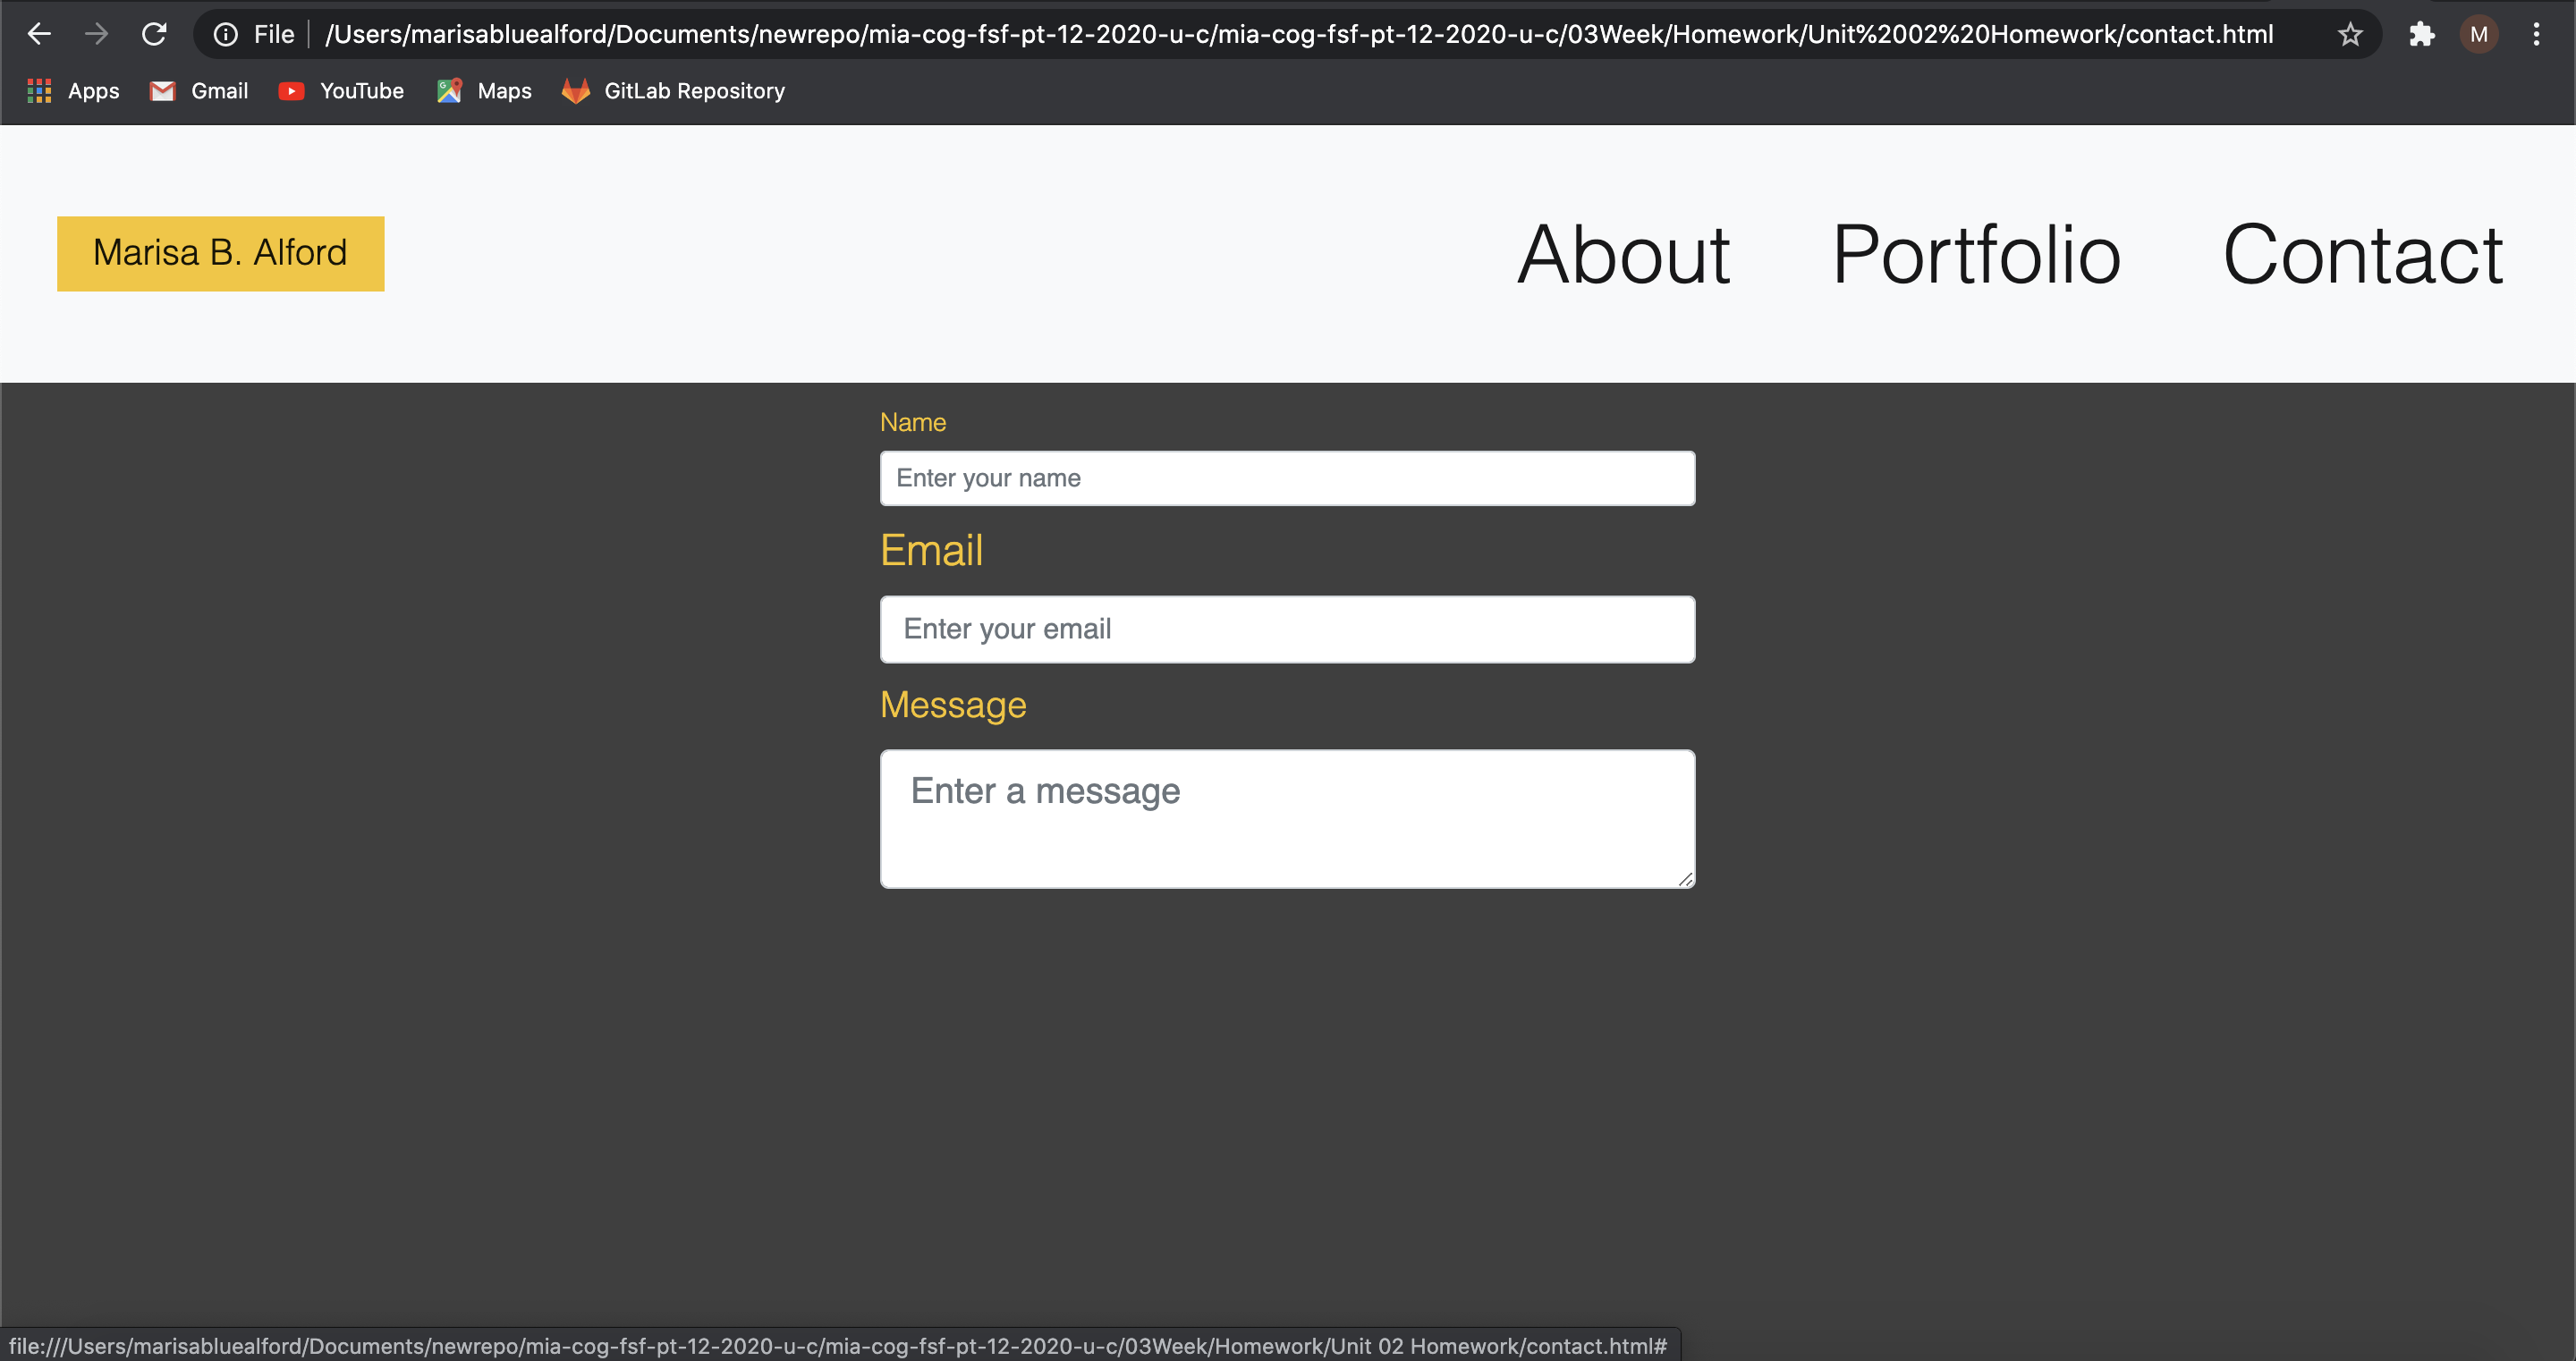 File /Users/marisabluealford/Documents/newrepo/mia-cog-fsf-pt-12-2020-u-c/mia-cog-fsf-pt-12-2020-u-c/03Week/Homework/Unit%2002%20Homework/contact.html M
Apps Gmail YouTube Maps GitLab Repository
Marisa B. Alford About Portfolio Contact
Name
Enter your name
Email
Enter your email
Message
Enter a message
file:///Users/marisabluealford/Documents/newrepo/mia-cog-fsf-pt-12-2020-u-c/mia-cog-fsf-pt-12-2020-u-c/03Week/Homework/Unit 02 Homework/contact.html#